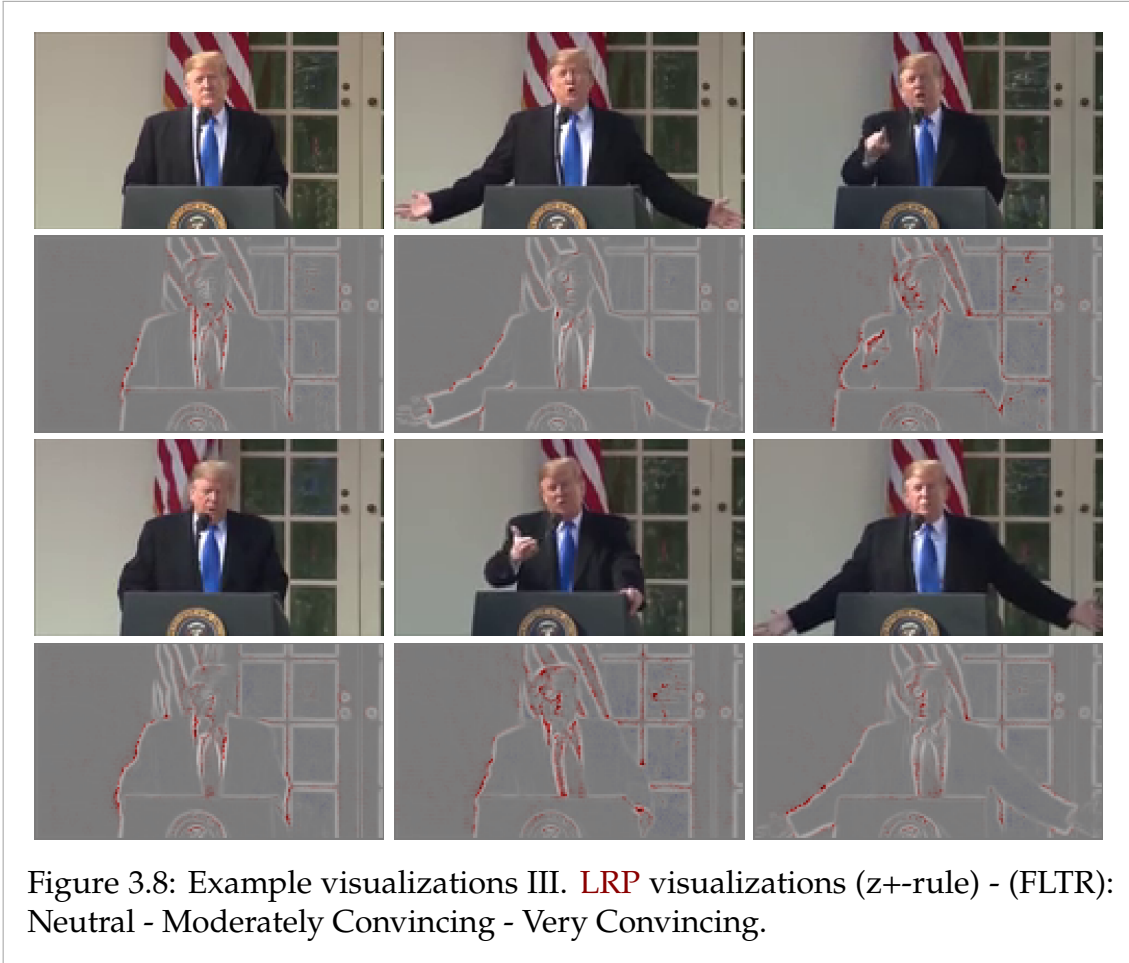 Figure 3.8: Example visualizations III. LRP visualizations (z+-rule) - (FLTR):
Neutral - Moderately Convincing - Very Convincing.